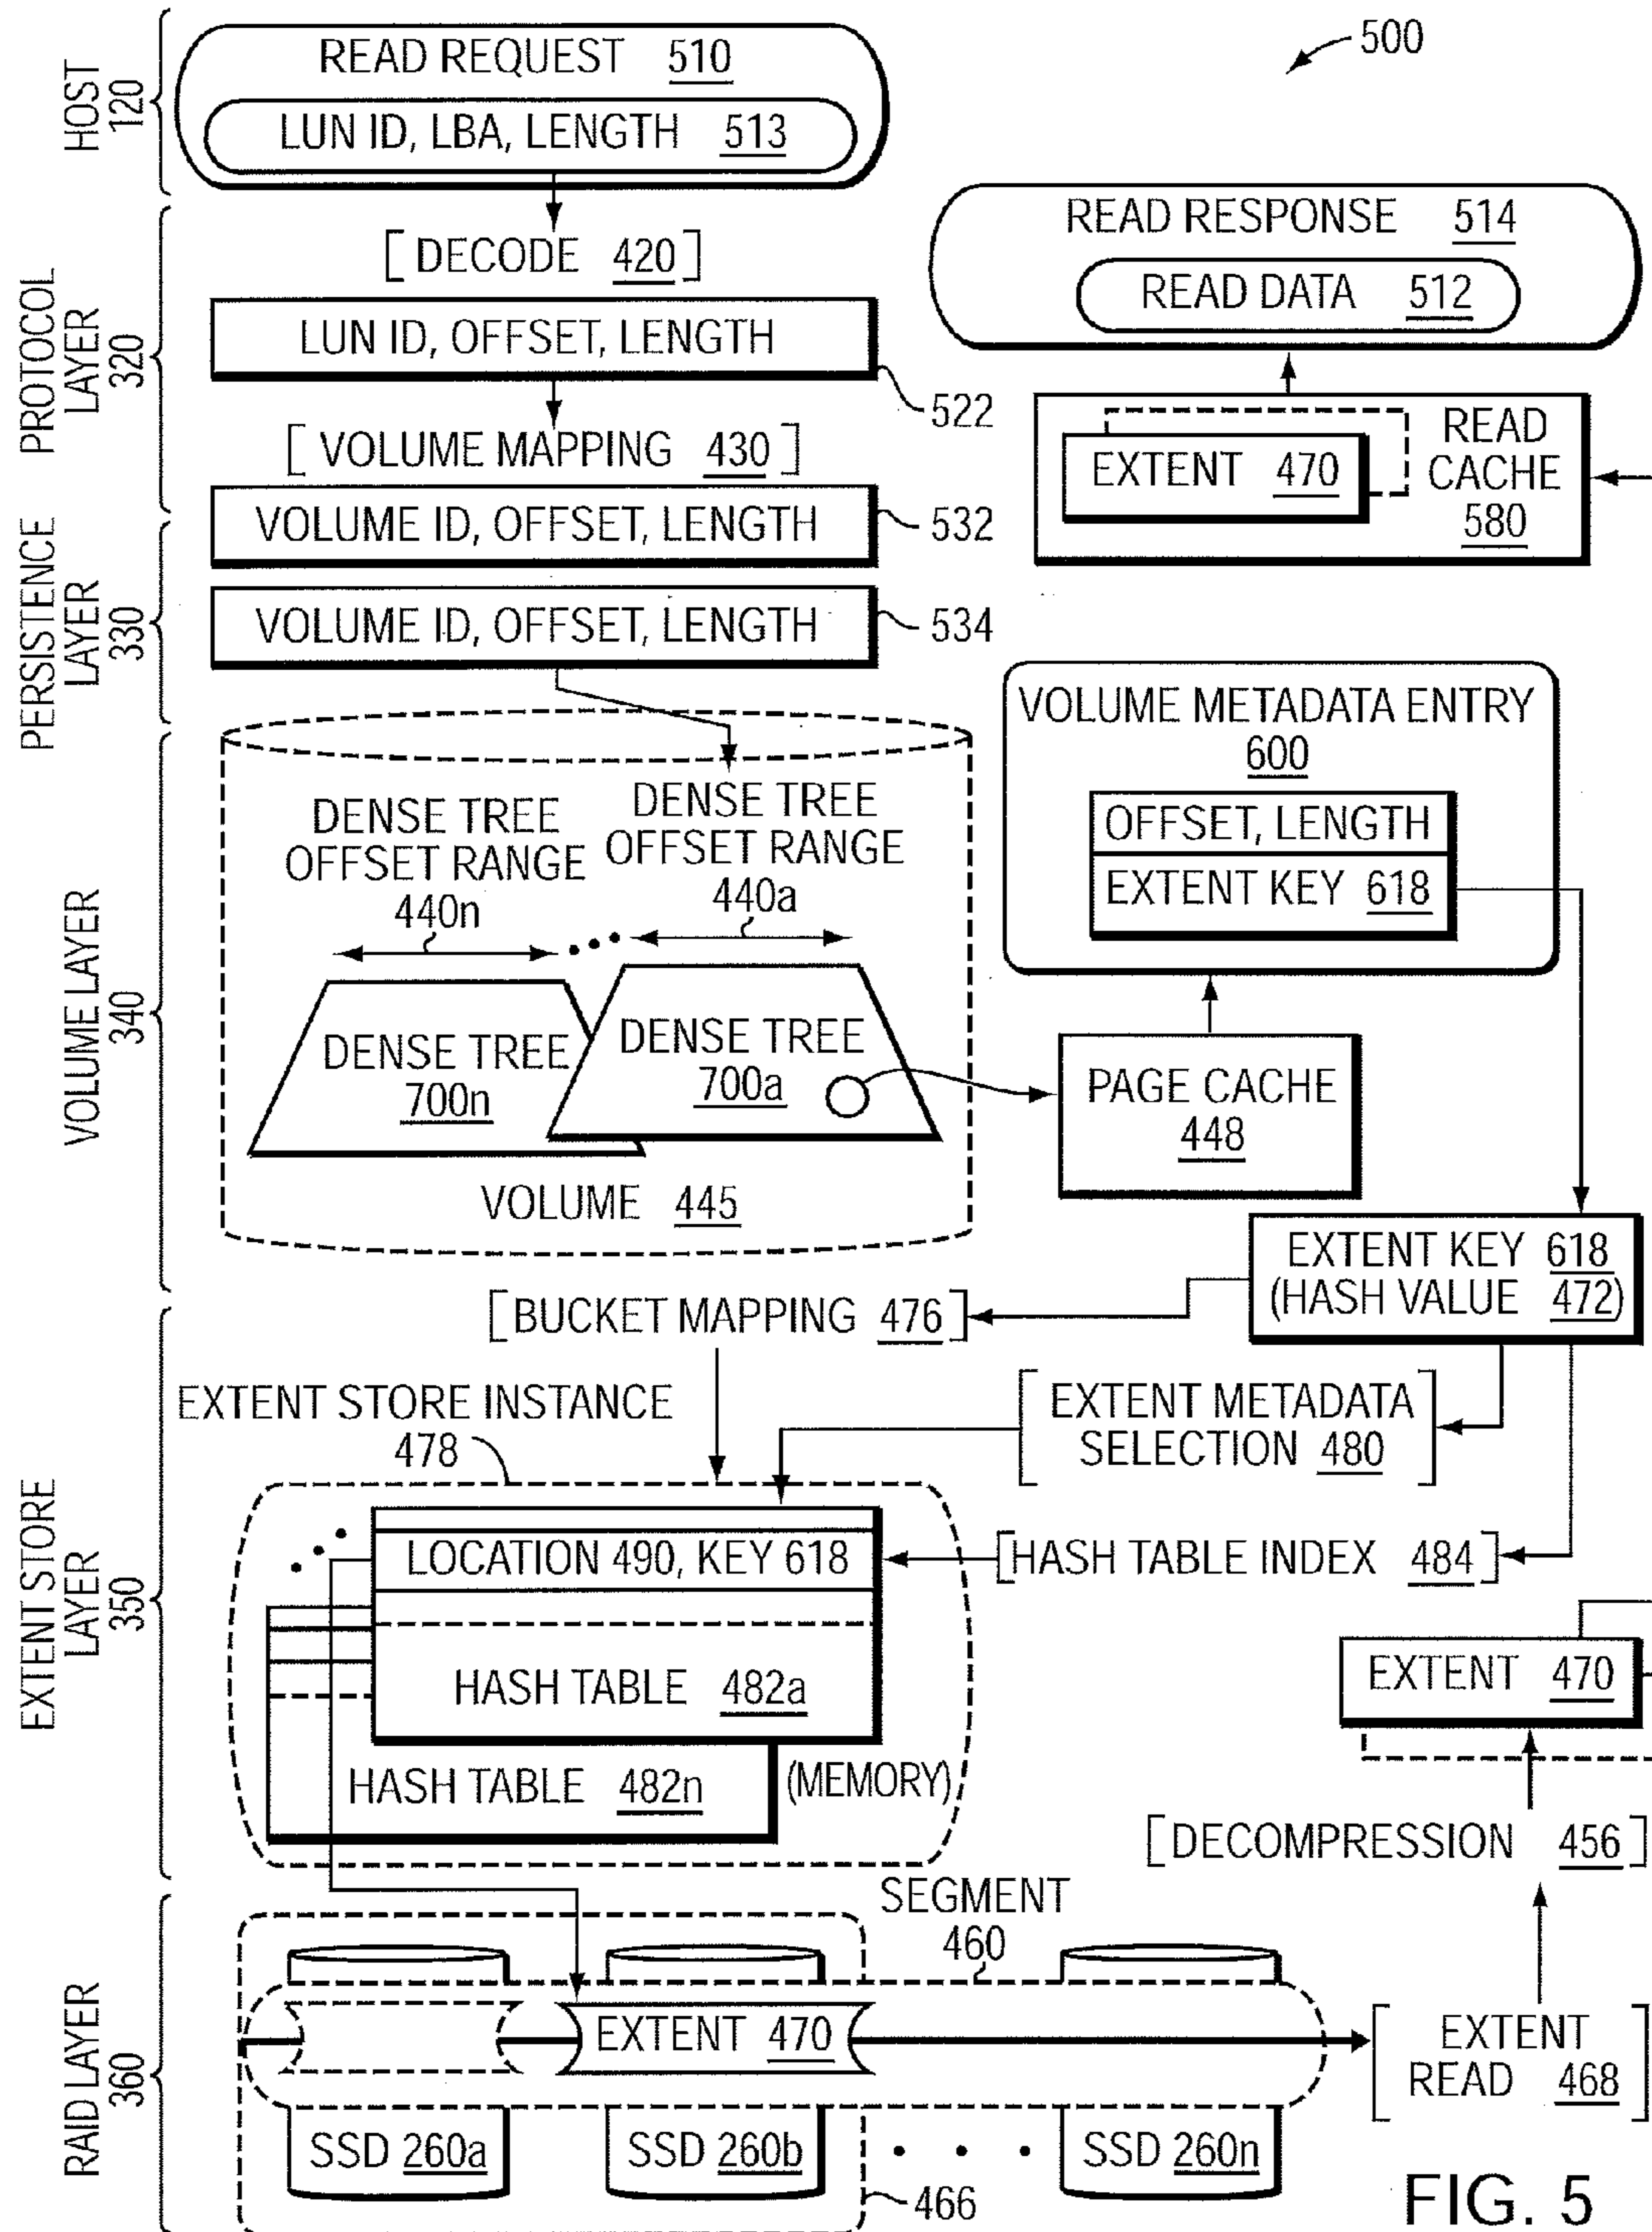 500
HOST
120
READ REQUEST 510
LUN ID, LBA, LENGTH 513
PROTOCOL
LAYER
320
[DECODE 420]
LUN ID, OFFSET, LENGTH
522
[VOLUME MAPPING 430]
VOLUME ID, OFFSET, LENGTH
532
READ RESPONSE 514
READ DATA 512
EXTENT 470
READ
CACHE
580
PERSISTENCE
LAYER
330
VOLUME ID, OFFSET, LENGTH
534
VOLUME LAYER
340
DENSE TREE
OFFSET RANGE
440n
DENSE TREE
OFFSET RANGE
440a
DENSE TREE
700n
DENSE TREE
700a
VOLUME 445
VOLUME METADATA ENTRY
600
OFFSET, LENGTH
EXTENT KEY 618
PAGE CACHE
448
EXTENT KEY 618
(HASH VALUE 472)
[BUCKET MAPPING 476]
EXTENT STORE
LAYER
350
EXTENT STORE INSTANCE
478
[EXTENT METADATA
SELECTION 480]
LOCATION 490, KEY 618
[HASH TABLE INDEX 484]
HASH TABLE 482a
HASH TABLE 482n
(MEMORY)
EXTENT 470
[DECOMPRESSION 456]
RAID LAYER
360
SEGMENT
460
EXTENT 470
[EXTENT
READ 468]
SSD 260a
SSD 260b
. . .
SSD 260n
466
FIG. 5